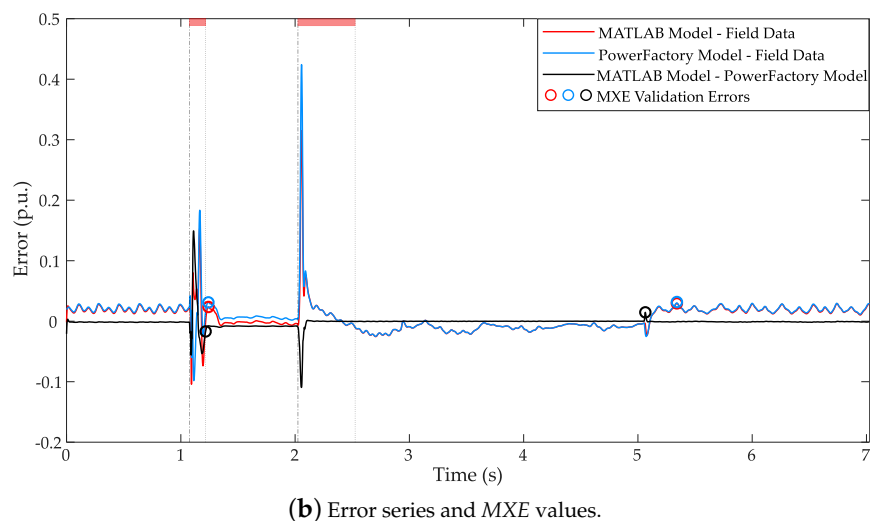 0.5
0.4
0.3
0.2
0.1
0
-0.1
-0.2
Error (p.u.)
MATLAB Model - Field Data
PowerFactory Model - Field Data
MATLAB Model - PowerFactory Model
MXE Validation Errors
0 1 2 3 4 5 6 7
Time (s)
(b) Error series and MXE values.